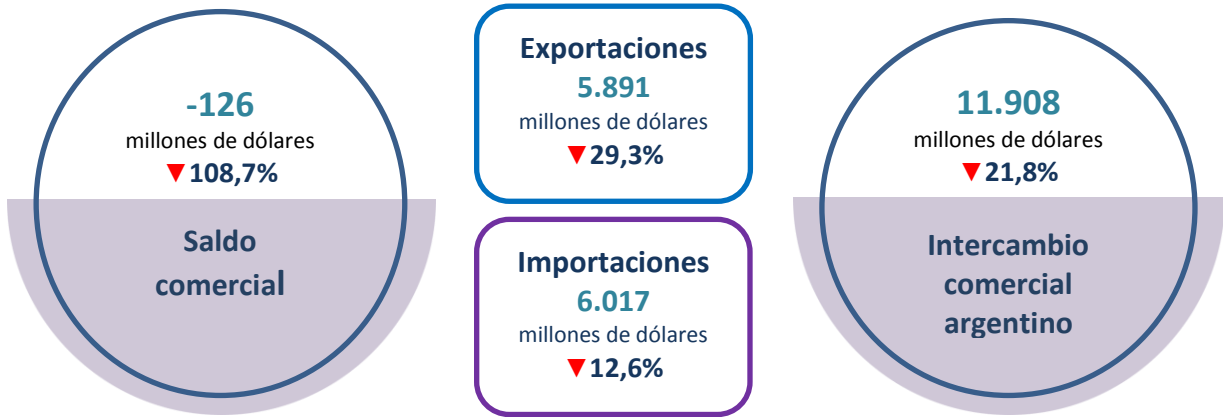 -126
millones de dólares
▼108,7%
Saldo
comercial
Exportaciones
5.891
millones de dólares
▼29,3%
Importaciones
6.017
millones de dólares
▼12,6%
11.908
millones de dólares
▼21,8%
Intercambio
comercial
argentino